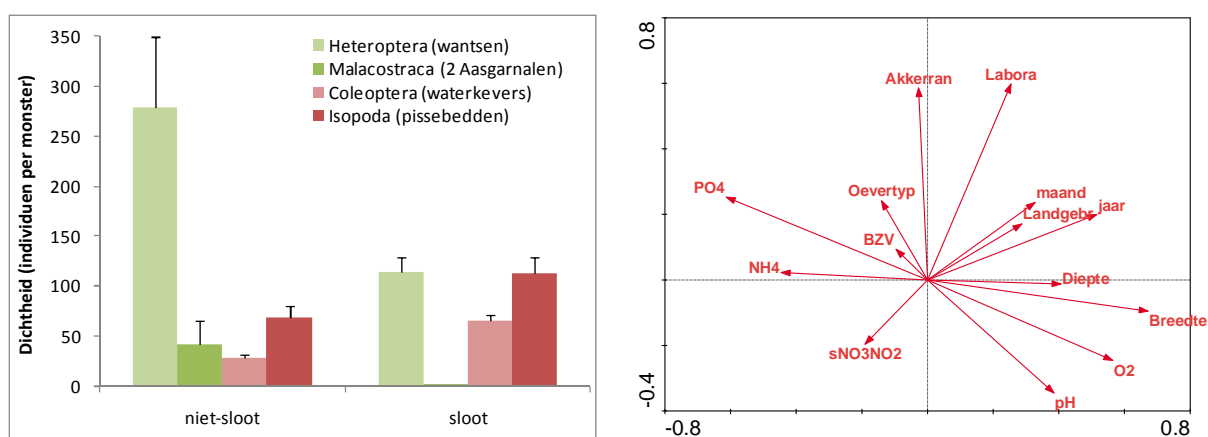 Dichtheid (individuen per monster)
350
300
250
200
150
100
50
0
Heteroptera (wantsen)
Malacostraca (2 Aasgarnalen)
Coleoptera (waterkevers)
Isopoda (pissebedden)
niet-sloot
sloot
0.8
-0.4
-0.8
0.8
Akkerran
Labora
PO4
Oevertyp
maand
Landgebr
jaar
BZV
NH4
Diepte
Breedte
sNO3NO2
O2
pH